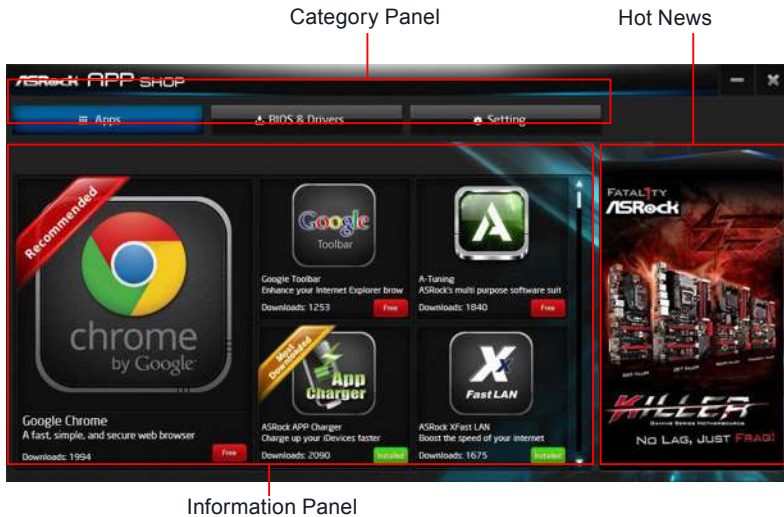 Category Panel
Hot News
ASRock APP SHOP
Apps
BIOS & Drivers
Setting
Recommended
chrome
by Google
Google Chrome
A fast, simple, and secure web browser
Downloads: 1994
Free
Google
Toolbar
Google Toolbar
Enhance your Internet Explorer brow
Downloads: 1253
Free
A-Tuning
ASRock's multi purpose software suit
Downloads: 1840
Free
Most
Downloaded
App
Charger
ASRock APP Charger
Charge up your iDevices faster
Downloads: 2090
Installed
Fast LAN
ASRock XFast LAN
Boost the speed of your internet
Downloads: 1675
Installed
FATAL1TY
ASRock
KILLER
GAMING SERIES MOTHERBOARDS
NO LAG, JUST FRAG!
Information Panel